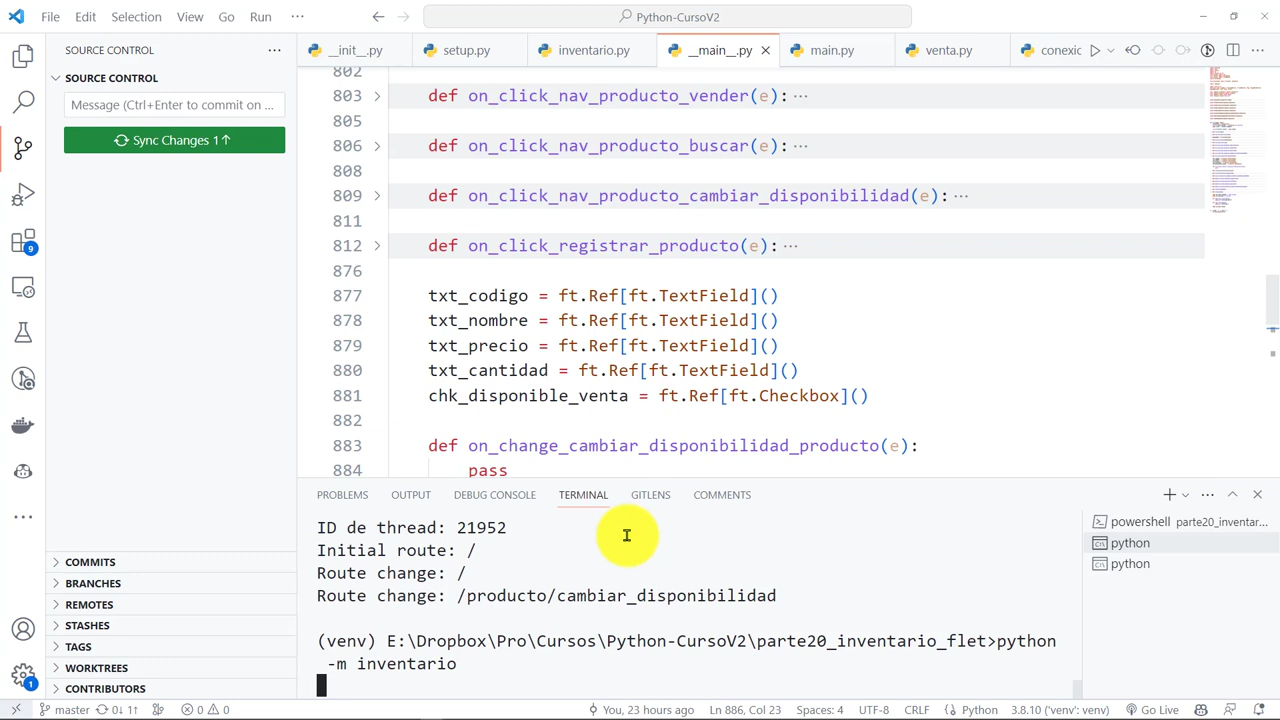 File Edit Selection View Go Run ··· Python-CursoV2
SOURCE CONTROL ···
__init__.py setup.py inventario.py __main__.py main.py venta.py conexic
SOURCE CONTROL
Message (Ctrl+Enter to commit on ...
Sync Changes 1↑
802
def on_click_nav_producto_vender(e): ···
def on_click_nav_producto_buscar(e): ···
def on_click_nav_producto_cambiar_disponibilidad(e)
812 def on_click_registrar_producto(e): ···
876
877 txt_codigo = ft.Ref[ft.TextField]()
878 txt_nombre = ft.Ref[ft.TextField]()
879 txt_precio = ft.Ref[ft.TextField]()
880 txt_cantidad = ft.Ref[ft.TextField]()
881 chk_disponible_venta = ft.Ref[ft.Checkbox]()
882
883 def on_change_cambiar_disponibilidad_producto(e):
884 pass
PROBLEMS OUTPUT DEBUG CONSOLE TERMINAL GITLENS COMMENTS
ID de thread: 21952
Initial route: /
Route change: /
Route change: /producto/cambiar_disponibilidad
(venv) E:\Dropbox\Pro\Cursos\Python-CursoV2\parte20_inventario_flet>python
-m inventario
powershell parte20_inventar...
python
python
COMMITS
BRANCHES
REMOTES
STASHES
TAGS
WORKTREES
CONTRIBUTORS
9
1
master 0↓ 1↑ 0 0 You, 23 hours ago Ln 886, Col 23 Spaces: 4 UTF-8 CRLF Python 3.8.10 ('venv': venv) Go Live